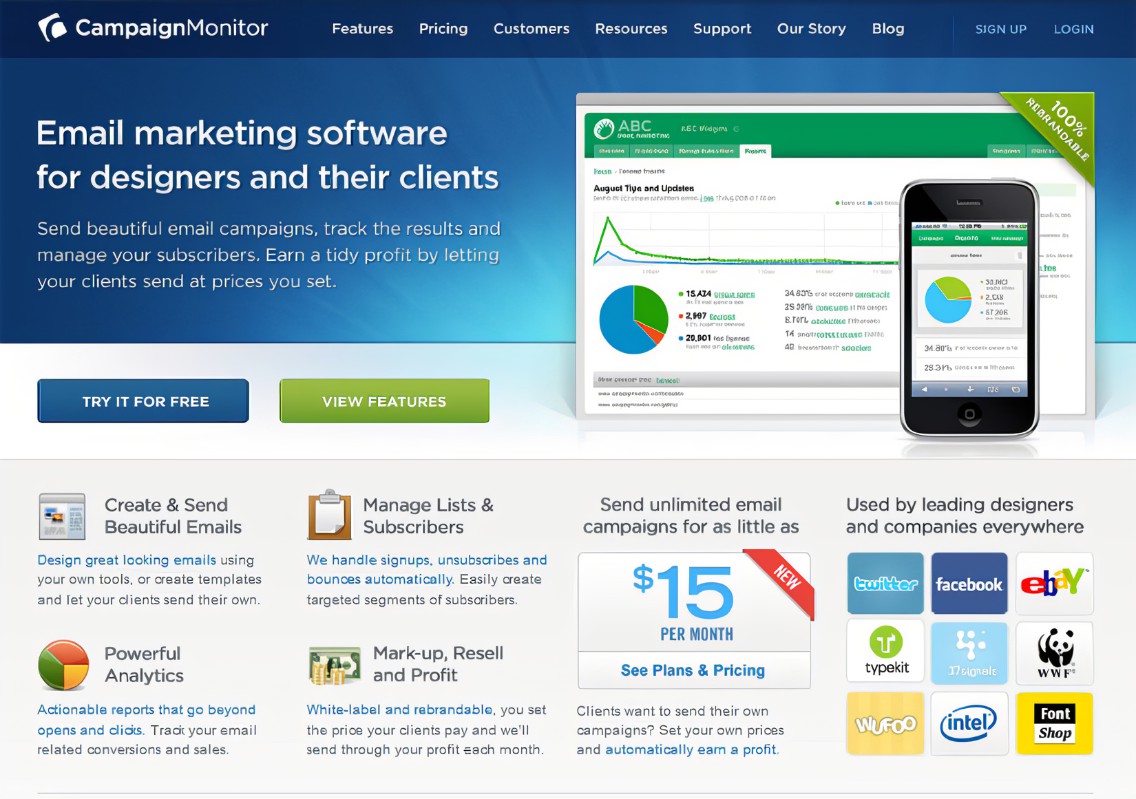 CampaignMonitor
Features Pricing Customers Resources Support Our Story Blog SIGN UP LOGIN
Email marketing software
for designers and their clients
Send beautiful email campaigns, track the results and
manage your subscribers. Earn a tidy profit by letting
your clients send at prices you set.
TRY IT FOR FREE
VIEW FEATURES
100%
REBRANDABLE
ABC
August Tips and Updates
Create & Send
Beautiful Emails
Design great looking emails using
your own tools, or create templates
and let your clients send their own.
Manage Lists &
Subscribers
We handle signups, unsubscribes and
bounces automatically. Easily create
targeted segments of subscribers.
Powerful
Analytics
Actionable reports that go beyond
opens and clicks. Track your email
related conversions and sales.
Mark-up, Resell
and Profit
White-label and rebrandable, you set
the price your clients pay and we'll
send through your profit each month.
Send unlimited email
campaigns for as little as
$15
PER MONTH
NEW
See Plans & Pricing
Clients want to send their own
campaigns? Set your own prices
and automatically earn a profit.
Used by leading designers
and companies everywhere
twitter
facebook
ebaY
typekit
37signals
WWF
WUFOO
intel
Font
Shop